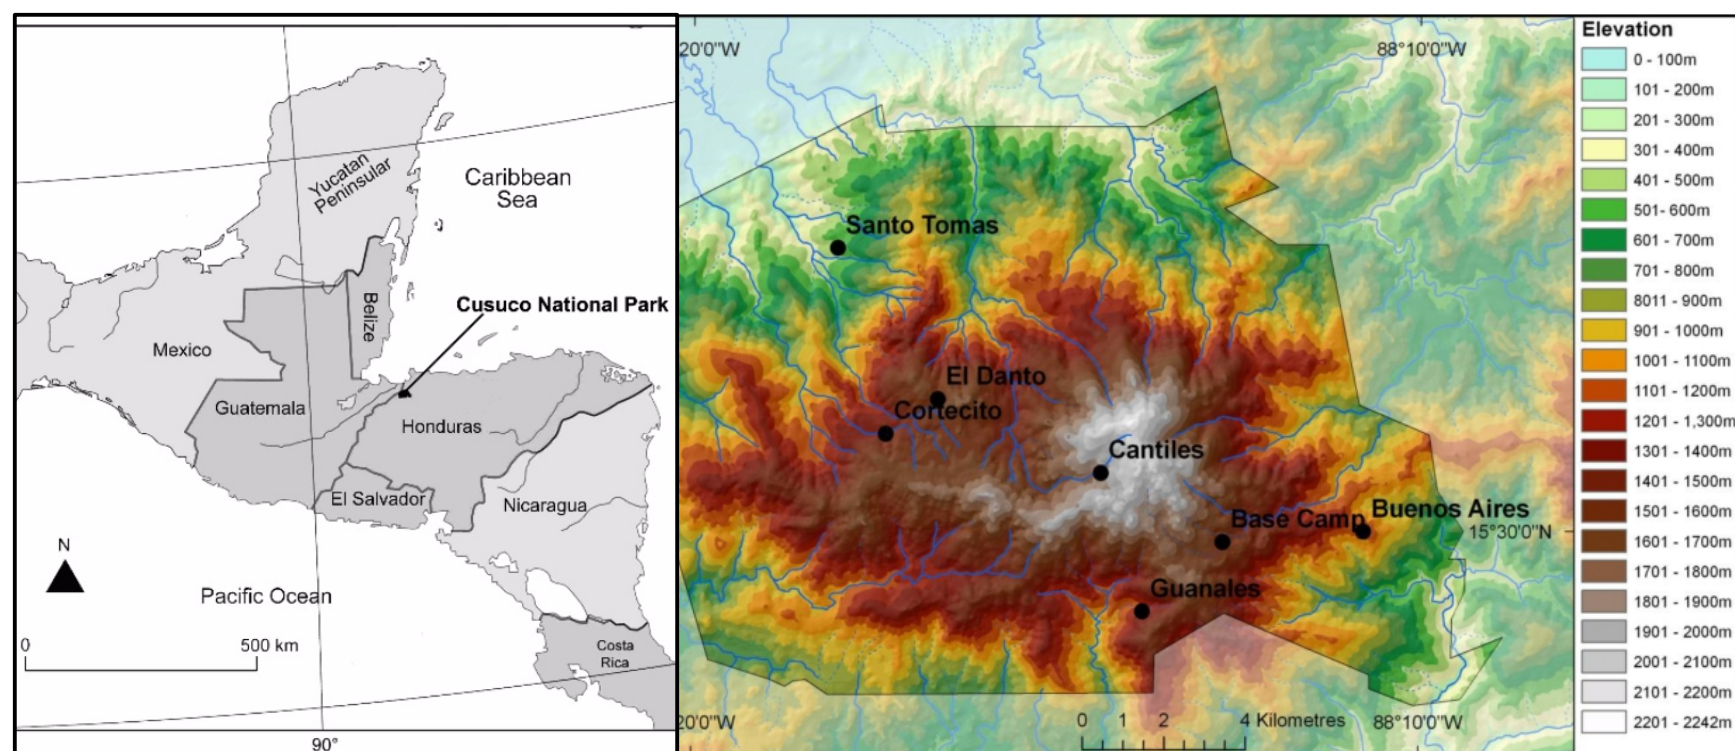 Yucatan
Peninsular
Caribbean
Sea
Cusuco National Park
Belize
Mexico
Guatemala
Honduras
El Salvador
Nicaragua
N
Pacific Ocean
0 500 km
Costa
Rica
90°
20'0"W
88°10'0"W
Santo Tomas
El Danto
Cortecito
Cantiles
Base Camp
Buenos Aires
15°30'0"N
Guanales
20'0"W
0 1 2 4 Kilometres
88°10'0"W
Elevation
0 - 100m
101 - 200m
201 - 300m
301 - 400m
401 - 500m
501- 600m
601 - 700m
701 - 800m
8011 - 900m
901 - 1000m
1001 - 1100m
1101 - 1200m
1201 - 1,300m
1301 - 1400m
1401 - 1500m
1501 - 1600m
1601 - 1700m
1701 - 1800m
1801 - 1900m
1901 - 2000m
2001 - 2100m
2101 - 2200m
2201 - 2242m